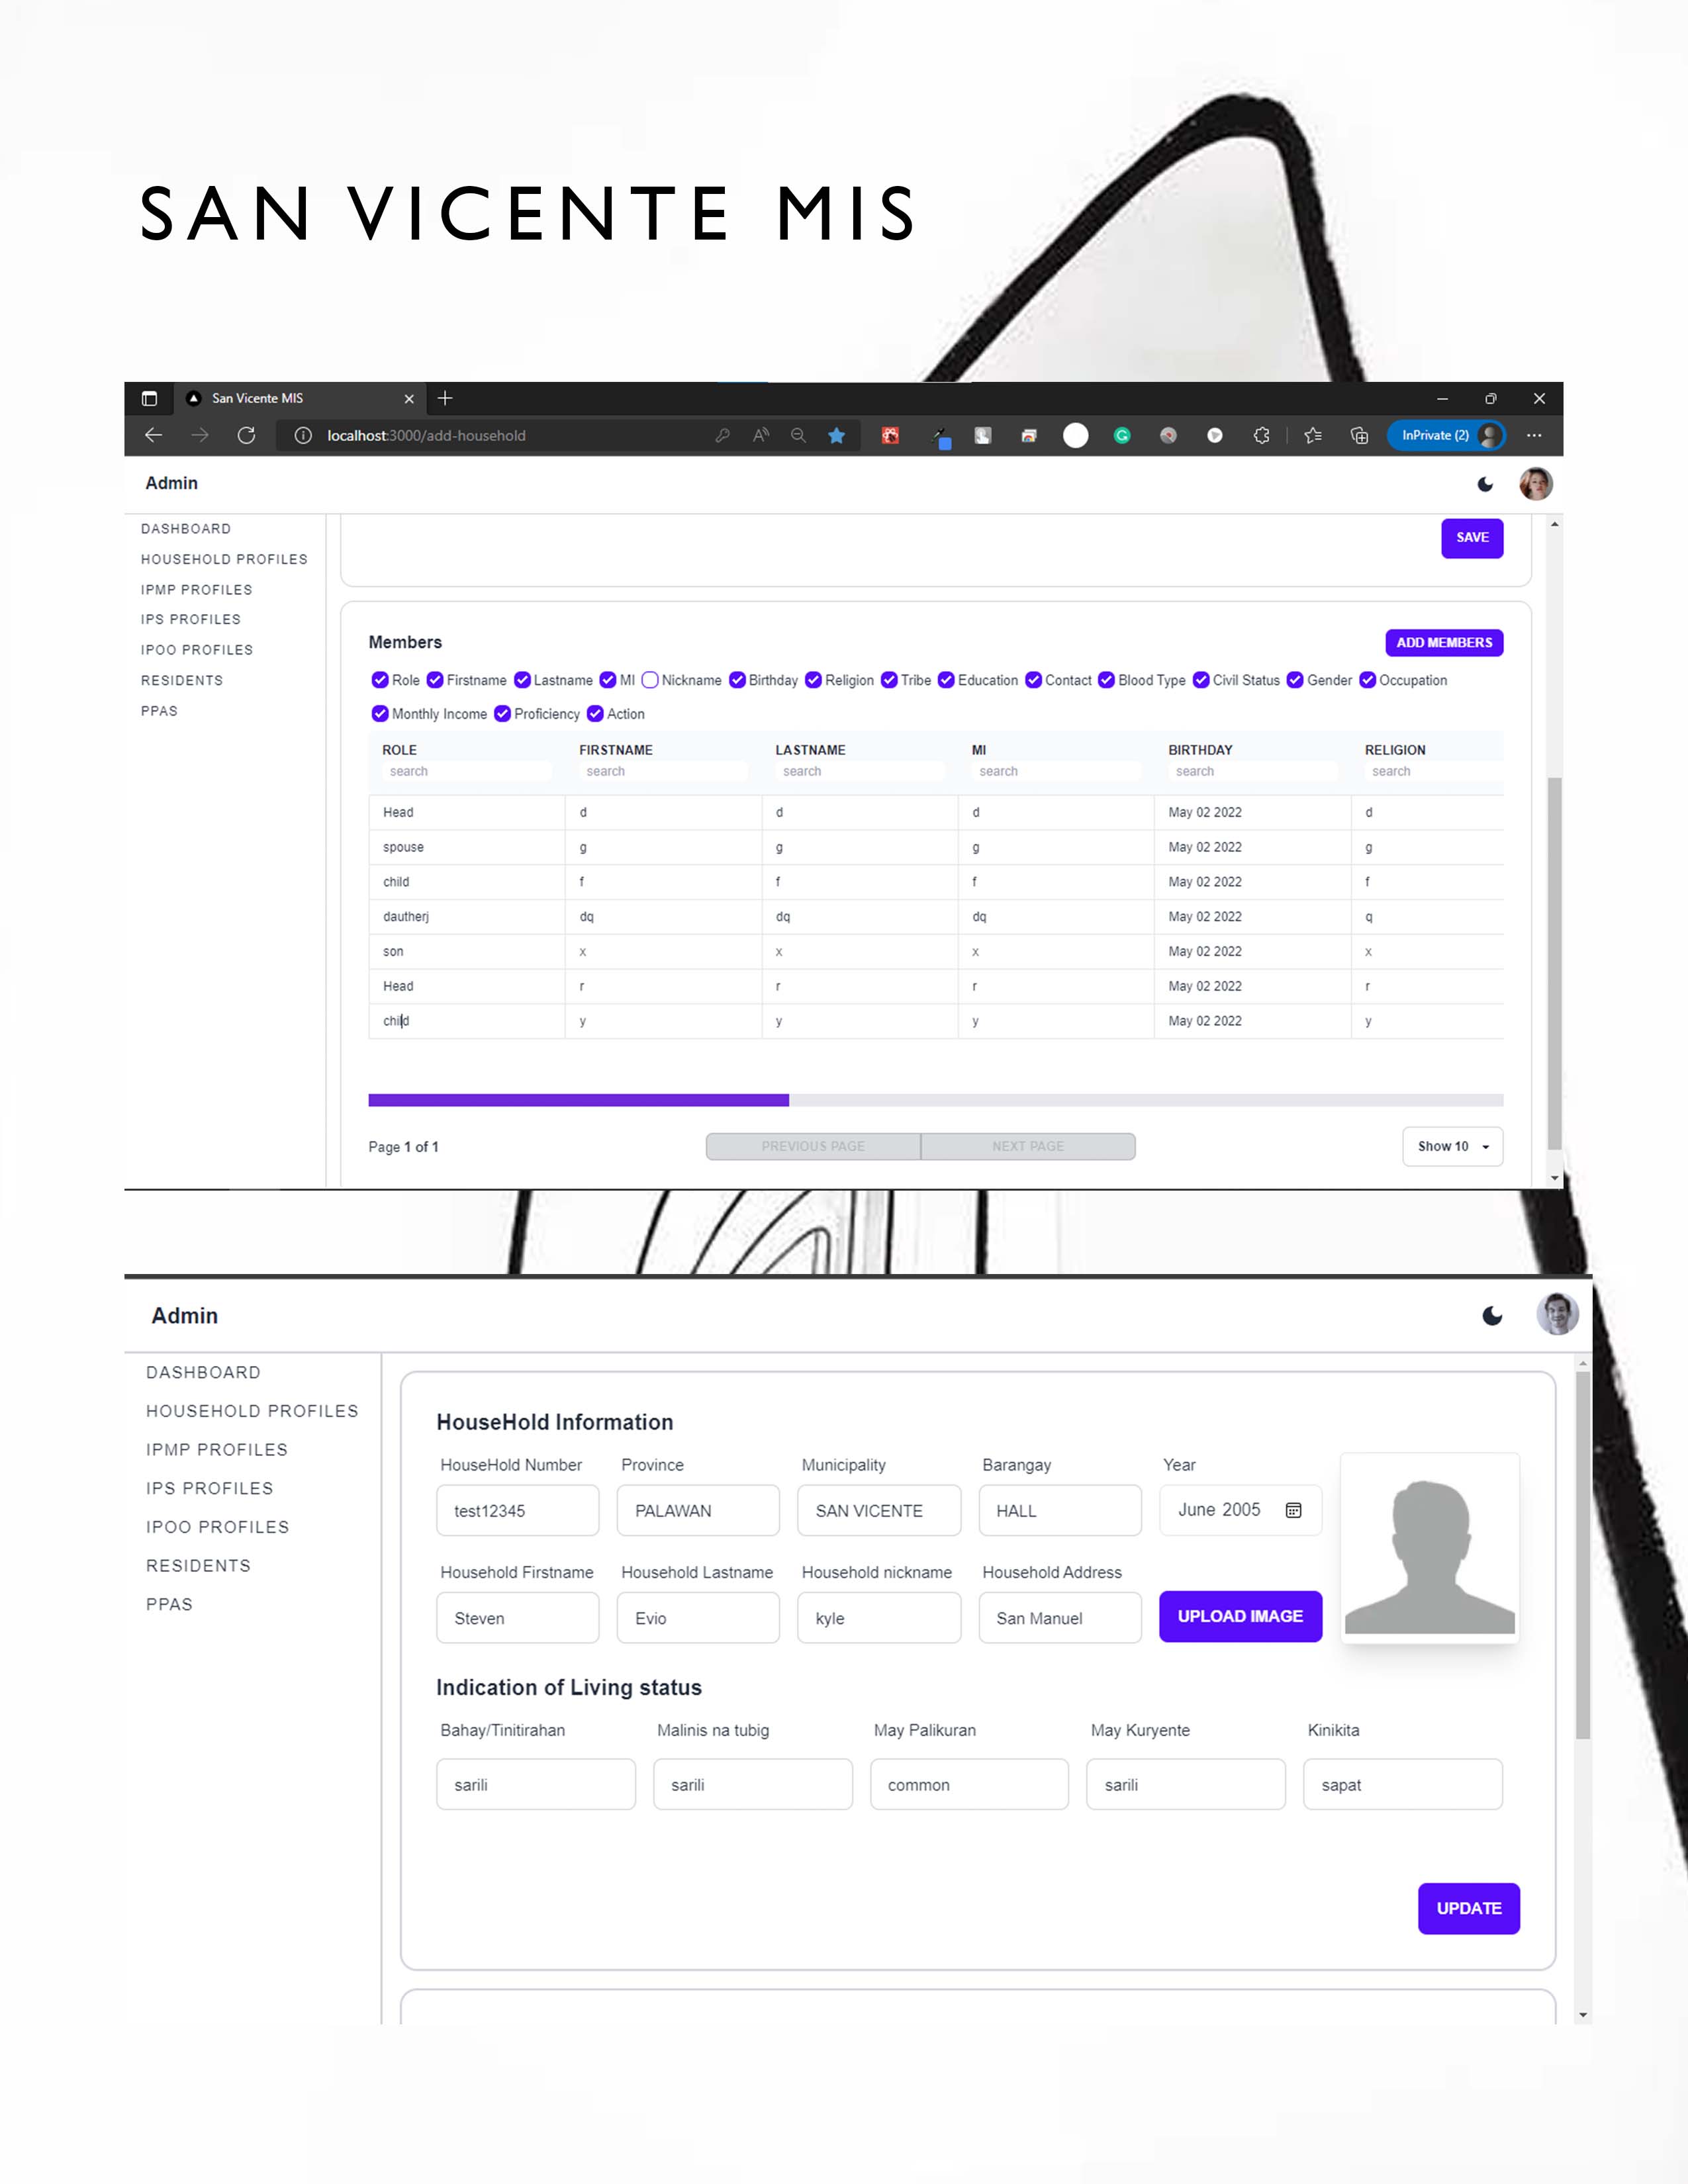 SAN VICENTE MIS
San Vicente MIS
localhost:3000/add-household
InPrivate (2)
Admin
DASHBOARD
HOUSEHOLD PROFILES
IPMP PROFILES
IPS PROFILES
IPOO PROFILES
RESIDENTS
PPAS
SAVE
Members
ADD MEMBERS
Role Firstname Lastname MI Nickname Birthday Religion Tribe Education Contact Blood Type Civil Status Gender Occupation
Monthly Income Proficiency Action
ROLE FIRSTNAME LASTNAME MI BIRTHDAY RELIGION
search search search search search search
Head d d d May 02 2022 d
spouse g g g May 02 2022 g
child f f f May 02 2022 f
dautherj dq dq dq May 02 2022 q
son x x x May 02 2022 x
Head r r r May 02 2022 r
child y y y May 02 2022 y
Page 1 of 1
PREVIOUS PAGE NEXT PAGE
Show 10
Admin
DASHBOARD
HOUSEHOLD PROFILES
IPMP PROFILES
IPS PROFILES
IPOO PROFILES
RESIDENTS
PPAS
HouseHold Information
HouseHold Number Province Municipality Barangay Year
test12345 PALAWAN SAN VICENTE HALL June 2005
Household Firstname Household Lastname Household nickname Household Address
Steven Evio kyle San Manuel UPLOAD IMAGE
Indication of Living status
Bahay/Tinitirahan Malinis na tubig May Palikuran May Kuryente Kinikita
sarili sarili common sarili sapat
UPDATE